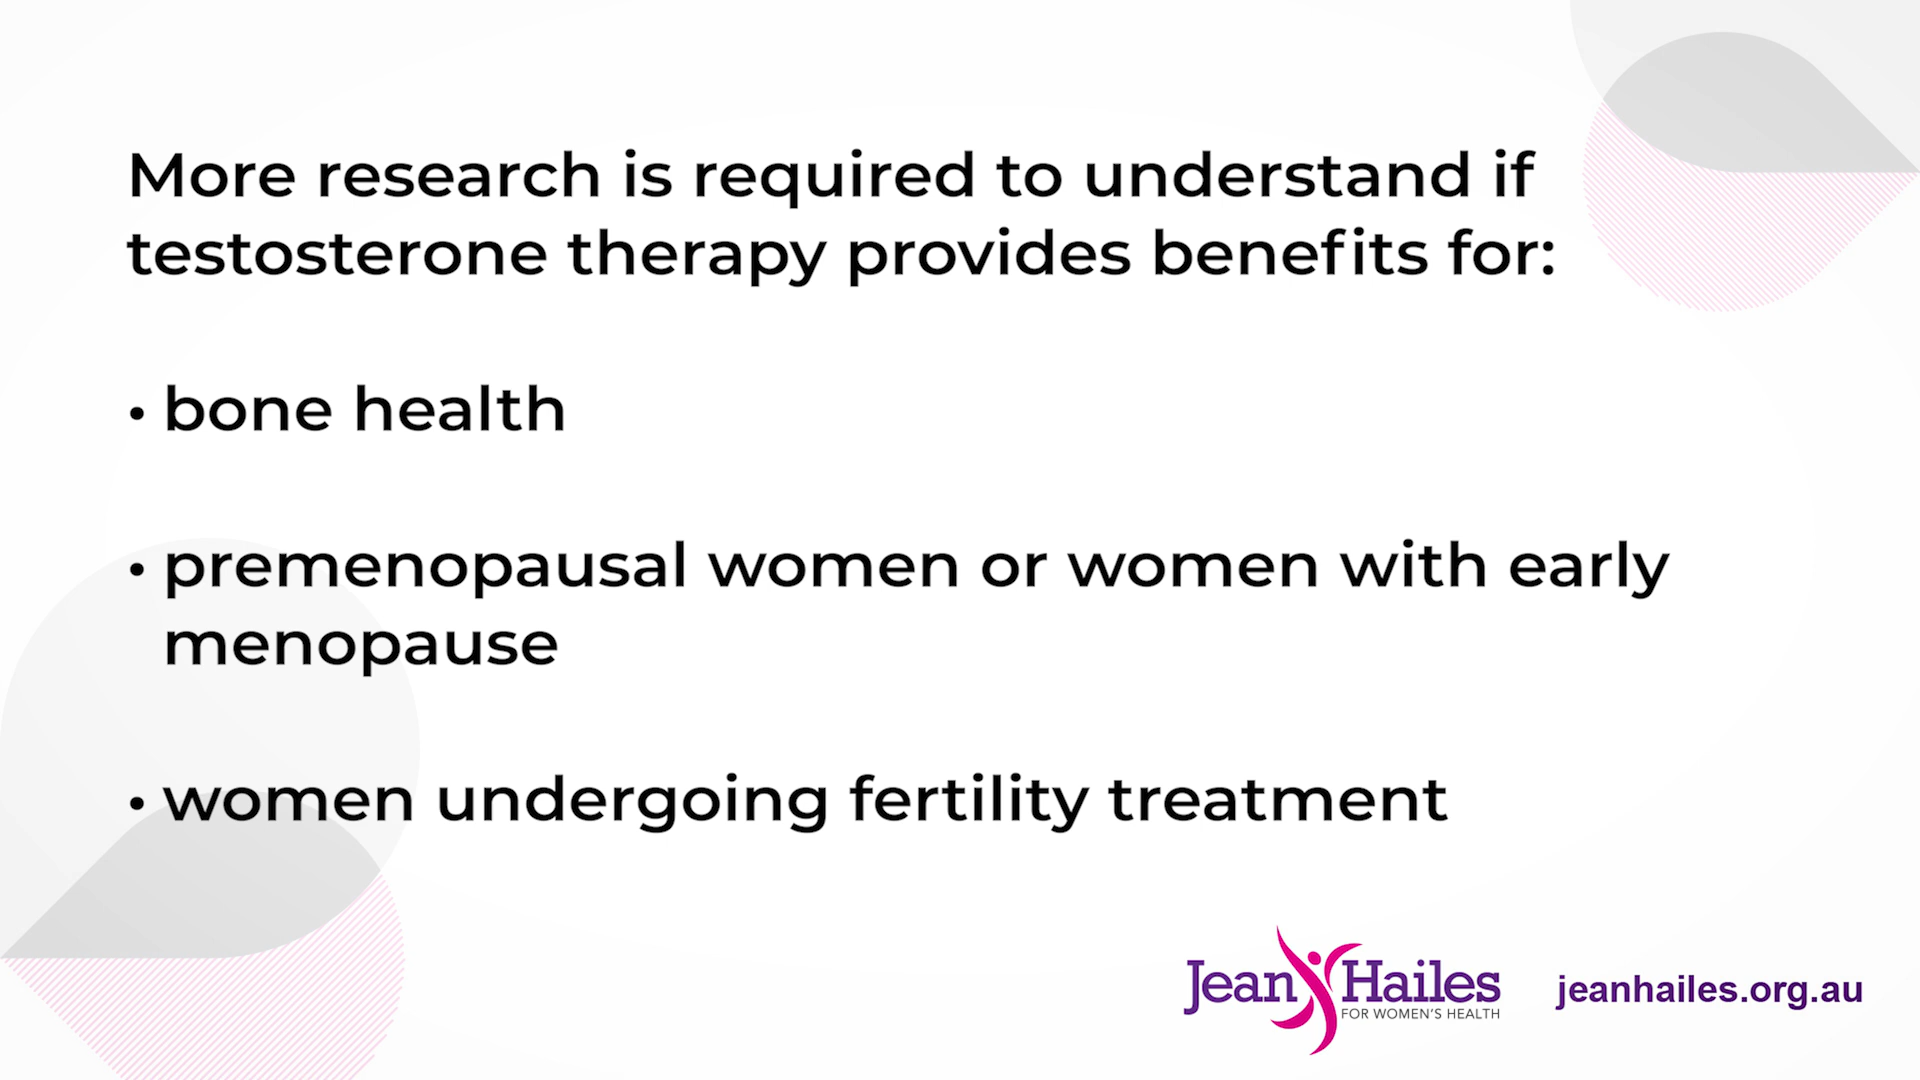 More research is required to understand if
testosterone therapy provides benefits for:
• bone health
• premenopausal women or women with early
menopause
• women undergoing fertility treatment
Jean Hailes
FOR WOMEN'S HEALTH
jeanhailes.org.au